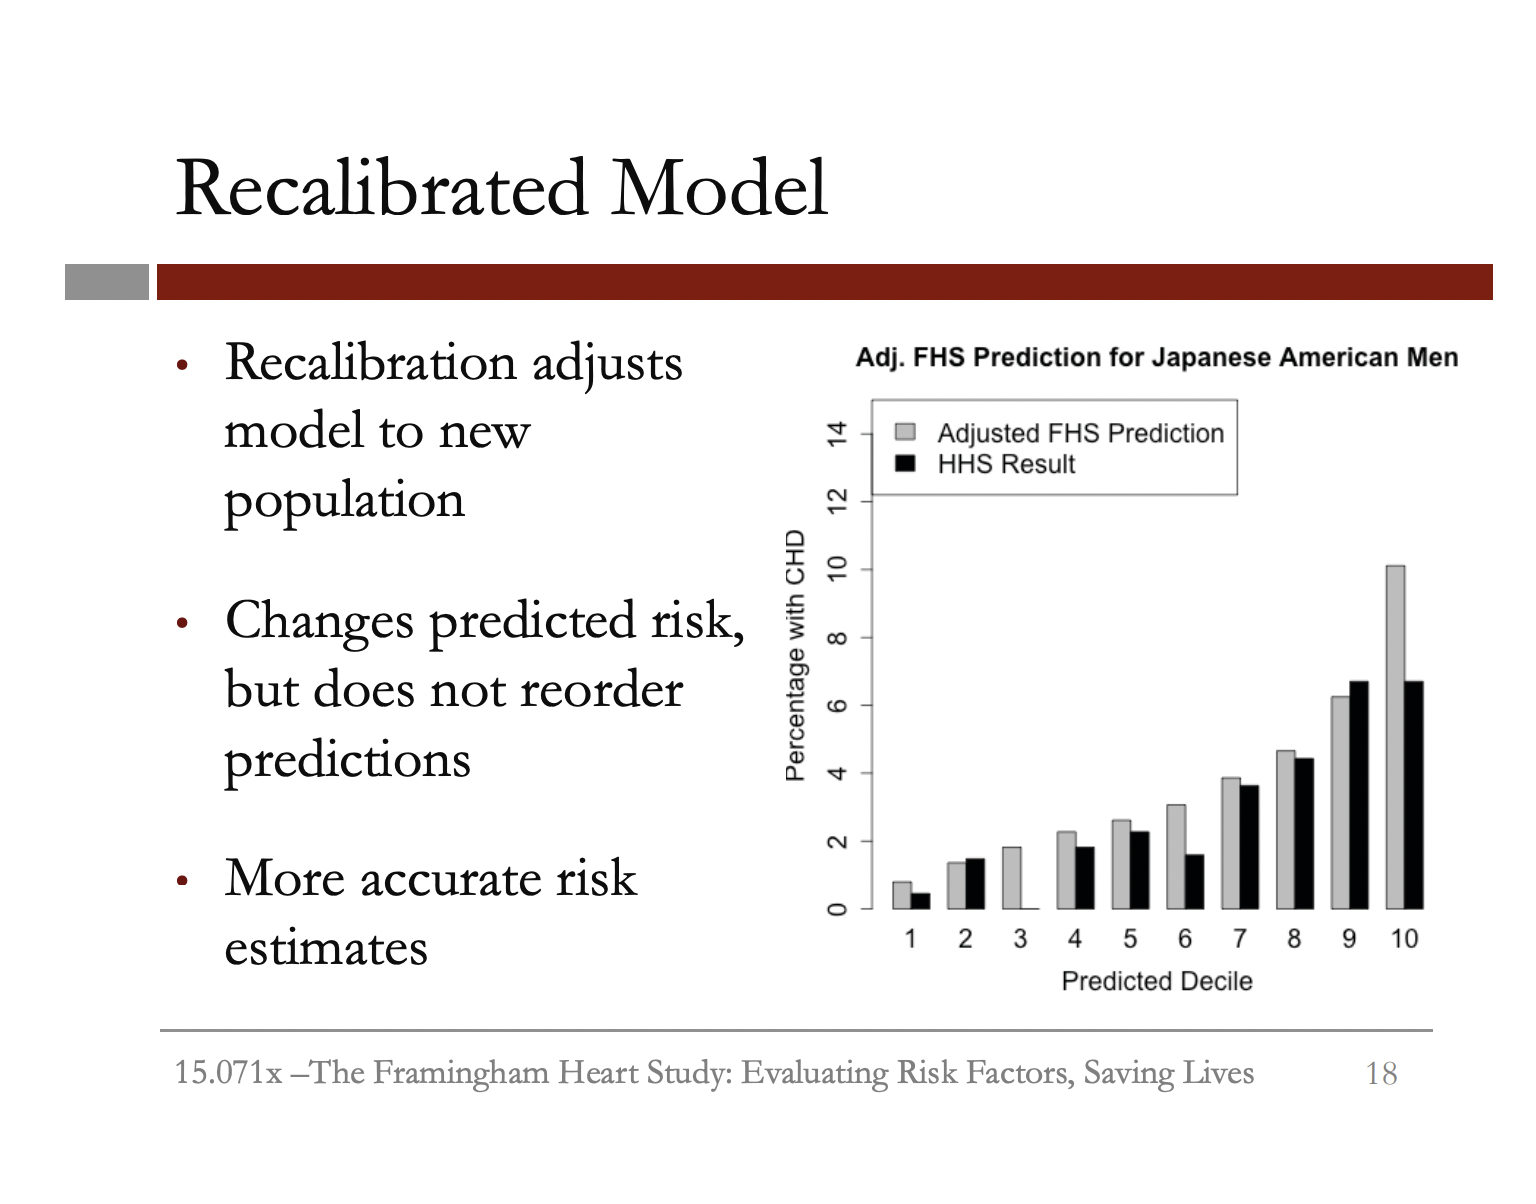 Recalibrated Model
• Recalibration adjusts
model to new
population
• Changes predicted risk,
but does not reorder
predictions
• More accurate risk
estimates
Adj. FHS Prediction for Japanese American Men
Adjusted FHS Prediction
HHS Result
Percentage with CHD
14
12
10
8
6
4
2
0
1 2 3 4 5 6 7 8 9 10
Predicted Decile
15.071x –The Framingham Heart Study: Evaluating Risk Factors, Saving Lives
18